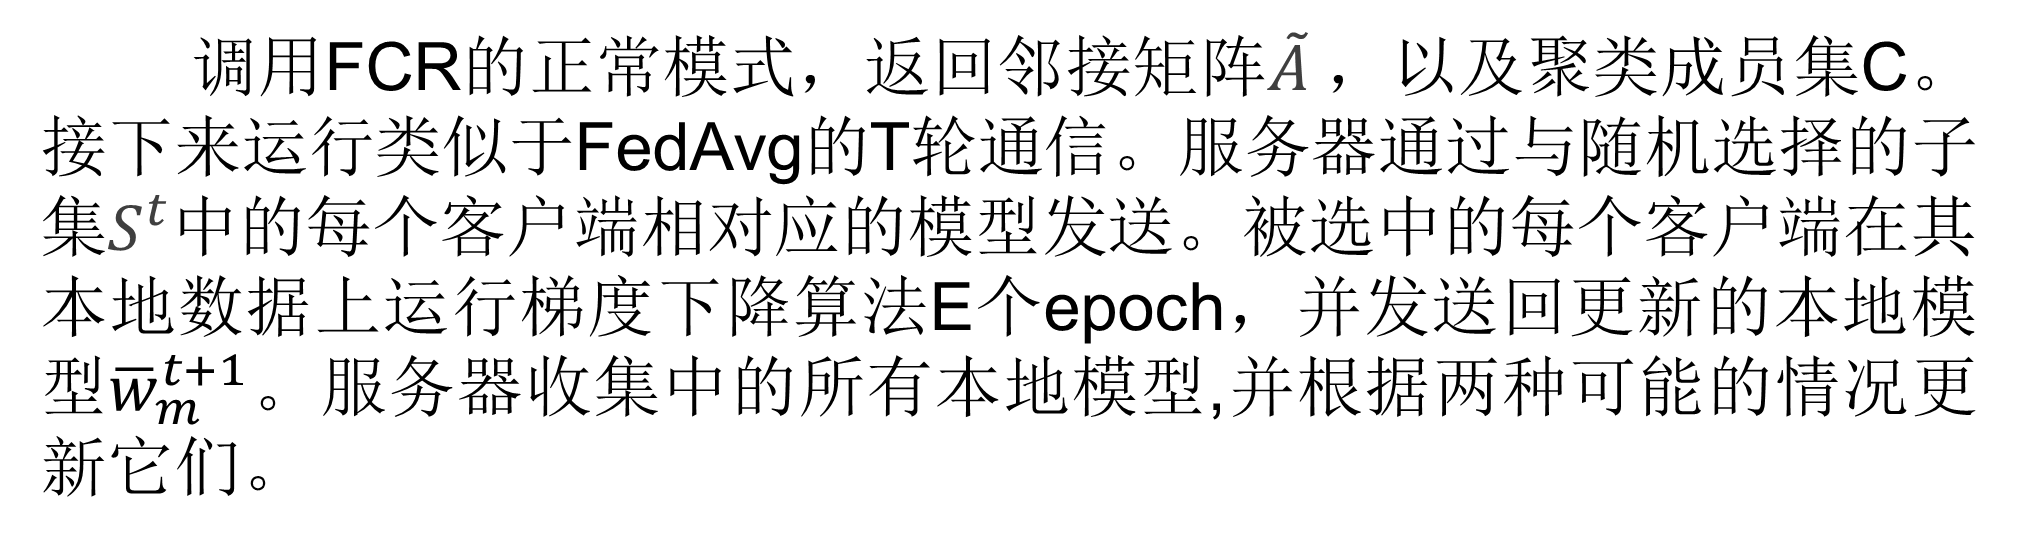 调用FCR的正常模式，返回邻接矩阵Ã，以及聚类成员集C。
接下来运行类似于FedAvg的T轮通信。服务器通过与随机选择的子
集Sᵗ中的每个客户端相对应的模型发送。被选中的每个客户端在其
本地数据上运行梯度下降算法E个epoch，并发送回更新的本地模
型w̅ₘᵗ⁺¹。服务器收集中的所有本地模型,并根据两种可能的情况更
新它们。